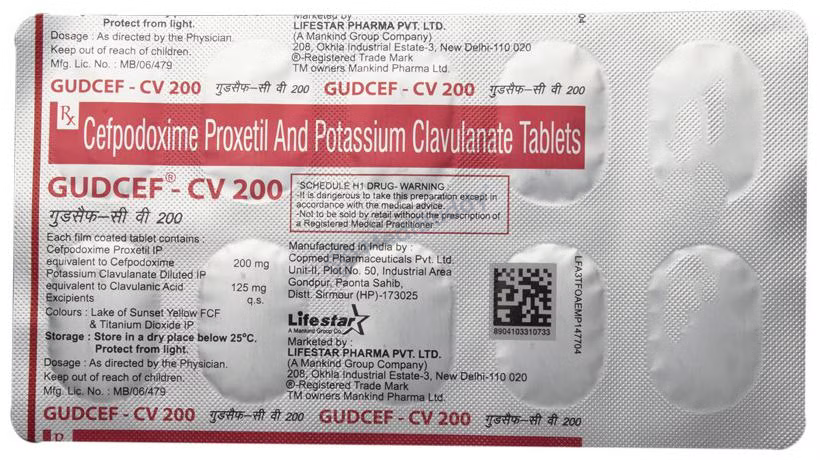 Protect from light.
Dosage : As directed by the Physician.
Keep out of reach of children.
Mfg. Lic. No. : MB/06/479
Marketed by :
LIFESTAR PHARMA PVT. LTD.
(A Mankind Group Company)
208, Okhla Industrial Estate-3, New Delhi-110 020
®-Registered Trade Mark
TM owners Mankind Pharma Ltd.
GUDCEF - CV 200 गुडसैफ–सी वी 200 GUDCEF - CV 200 गुडसैफ–सी वी 200
Rx Cefpodoxime Proxetil And Potassium Clavulanate Tablets
GUDCEF®- CV 200
गुडसैफ–सी वी 200
"SCHEDULE H1 DRUG- WARNING :
-It is dangerous to take this preparation except in
accordance with the medical advice.
-Not to be sold by retail without the prescription of
a Registered Medical Practitioner."
Each film coated tablet contains :
Cefpodoxime Proxetil IP
equivalent to Cefpodoxime 200 mg
Potassium Clavulanate Diluted IP
equivalent to Clavulanic Acid 125 mg
Excipients q.s.
Colours : Lake of Sunset Yellow FCF
& Titanium Dioxide IP
Storage : Store in a dry place below 25°C.
Protect from light.
Dosage : As directed by the Physician.
Keep out of reach of children.
Mfg. Lic. No. : MB/06/479
Manufactured in India by :
Copmed Pharmaceuticals Pvt. Ltd.
Unit-II, Plot No. 50, Industrial Area
Gondpur, Paonta Sahib,
Distt. Sirmour (HP)-173025
Lifestar
A Mankind Group Co.
Marketed by :
LIFESTAR PHARMA PVT. LTD.
(A Mankind Group Company)
208, Okhla Industrial Estate-3, New Delhi-110 020
®-Registered Trade Mark
TM owners Mankind Pharma Ltd.
8904103310733
LFA3TFOAEMP147704
GUDCEF - CV 200 गुडसैफ–सी वी 200 GUDCEF - CV 200 गुडसैफ–सी वी 200